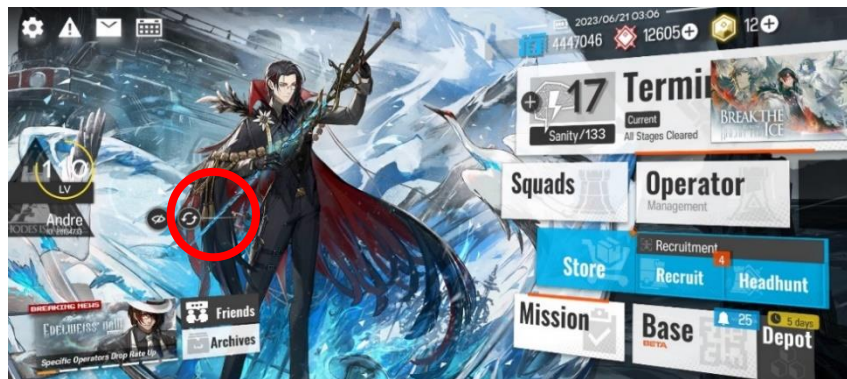 2023/06/21 03:06
4447046 12605 12
17
Sanity/133
Current
All Stages Cleared
BREAK THE ICE
110
LV
Andre
Squads
Operator
Management
Recruitment
4
Store
Recruit
Headhunt
BREAKING NEWS
Specific Operators Drop Rate Up
Friends
Archives
Mission
Base
BETA
25
5 days
Depot